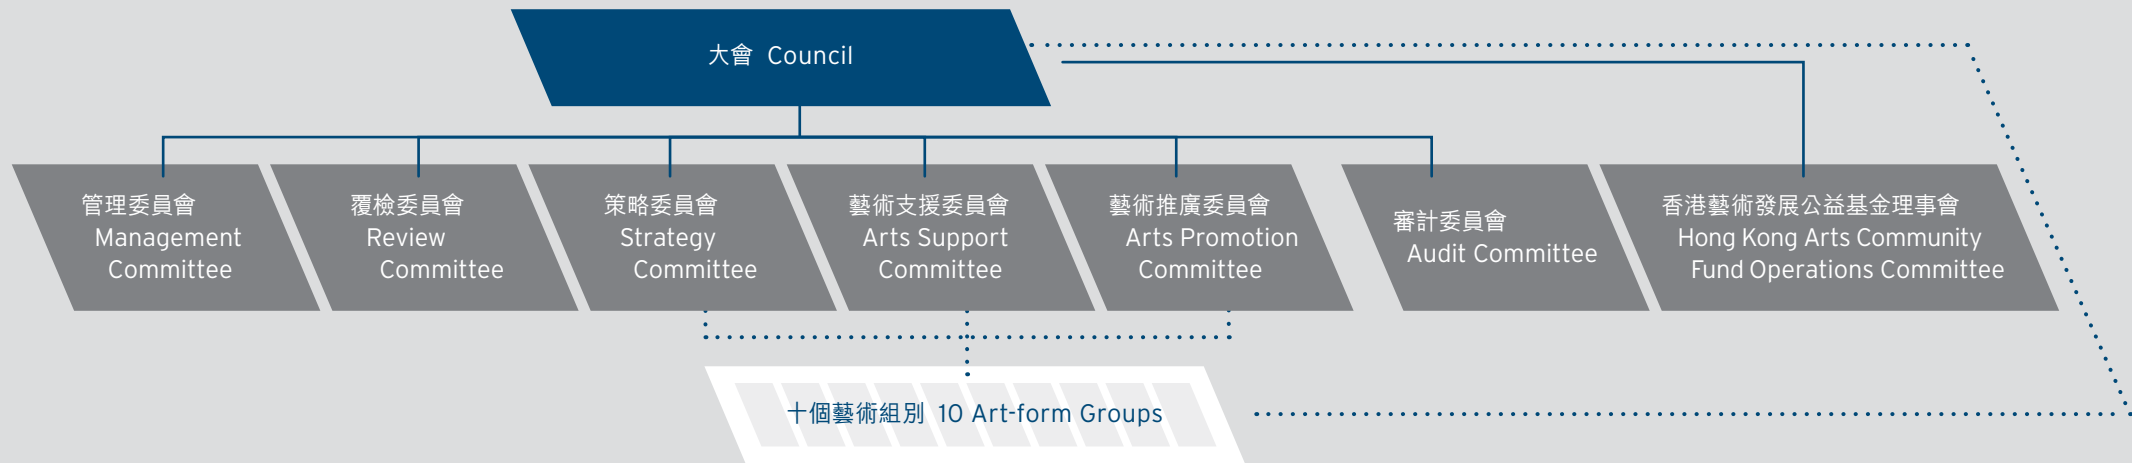 大會 Council
管理委員會
Management
Committee
覆檢委員會
Review
Committee
策略委員會
Strategy
Committee
藝術支援委員會
Arts Support
Committee
藝術推廣委員會
Arts Promotion
Committee
審計委員會
Audit Committee
香港藝術發展公益基金理事會
Hong Kong Arts Community
Fund Operations Committee
十個藝術組別 10 Art-form Groups